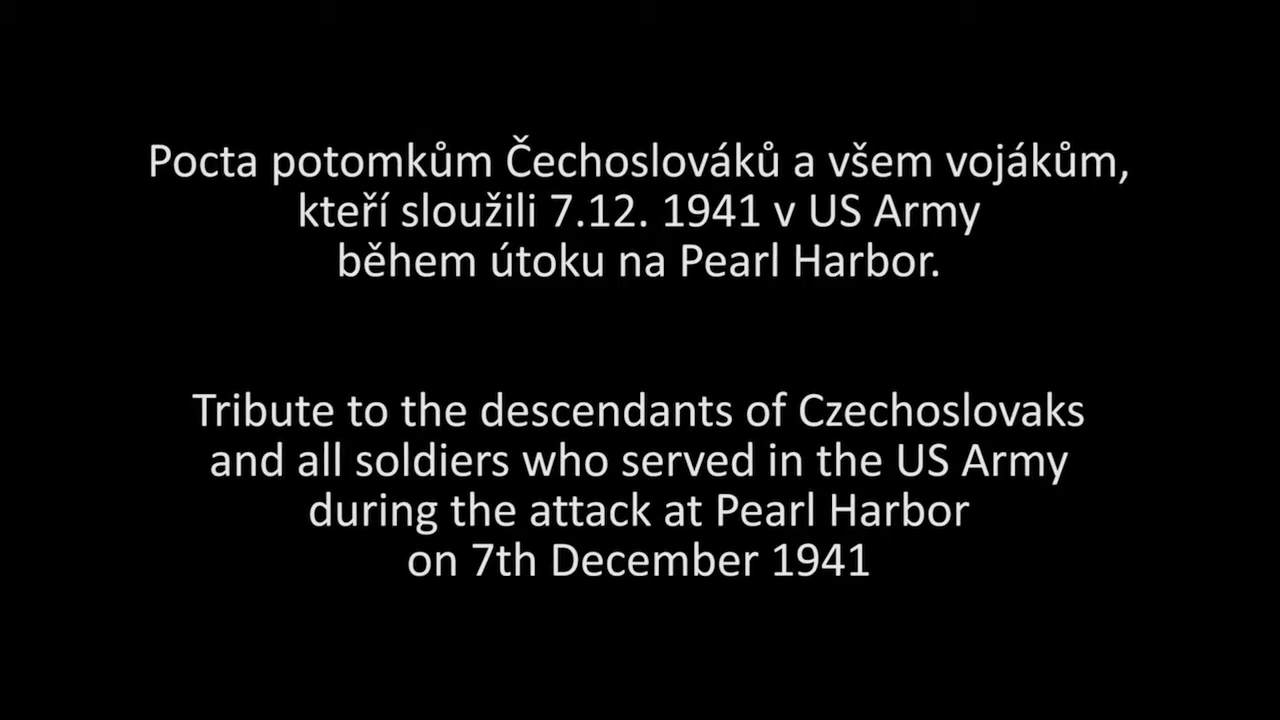 Pocta potomkům Čechoslováků a všem vojákům,
kteří sloužili 7.12. 1941 v US Army
během útoku na Pearl Harbor.
Tribute to the descendants of Czechoslovaks
and all soldiers who served in the US Army
during the attack at Pearl Harbor
on 7th December 1941